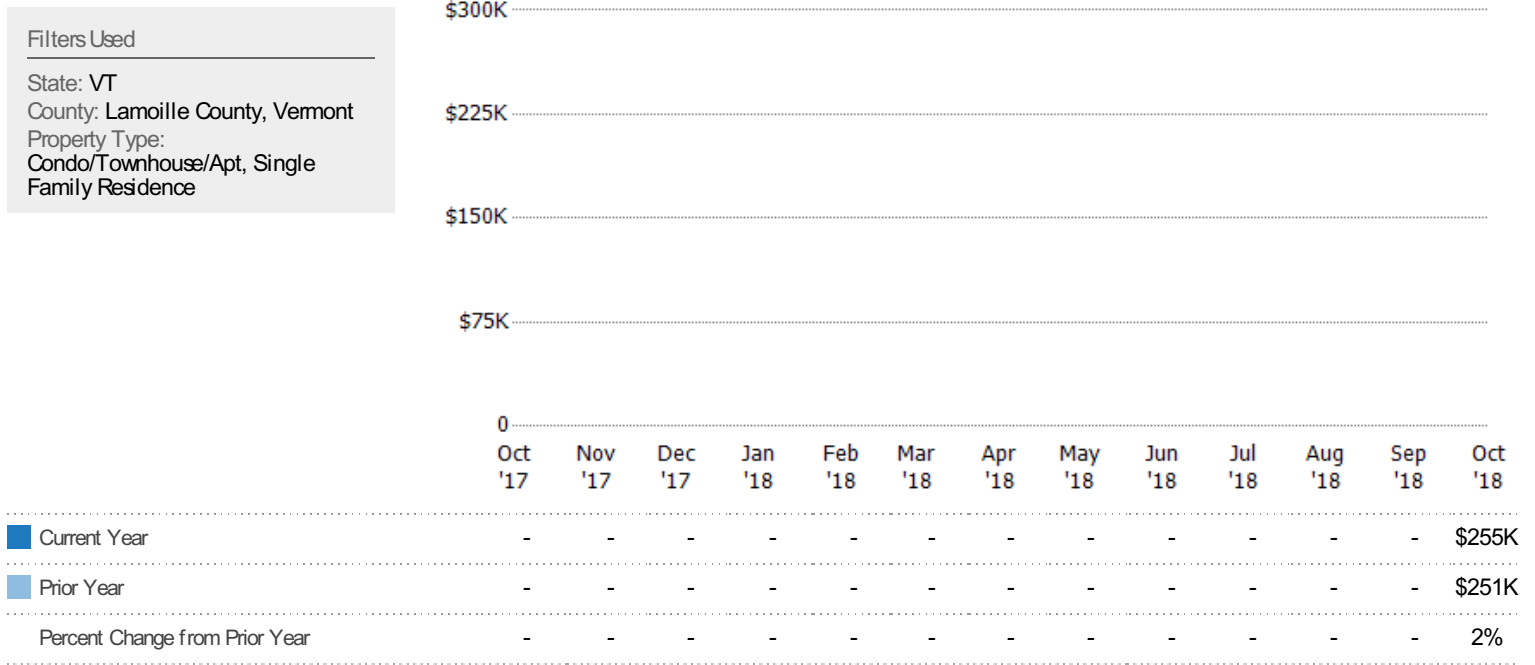 Filters Used
State: VT
County: Lamoille County, Vermont
Property Type:
Condo/Townhouse/Apt, Single
Family Residence
$300K
$225K
$150K
$75K
0
Oct Nov Dec Jan Feb Mar Apr May Jun Jul Aug Sep Oct
'17 '17 '17 '18 '18 '18 '18 '18 '18 '18 '18 '18 '18
Current Year - - - - - - - - - - - - $255K
Prior Year - - - - - - - - - - - - $251K
Percent Change from Prior Year - - - - - - - - - - - - 2%